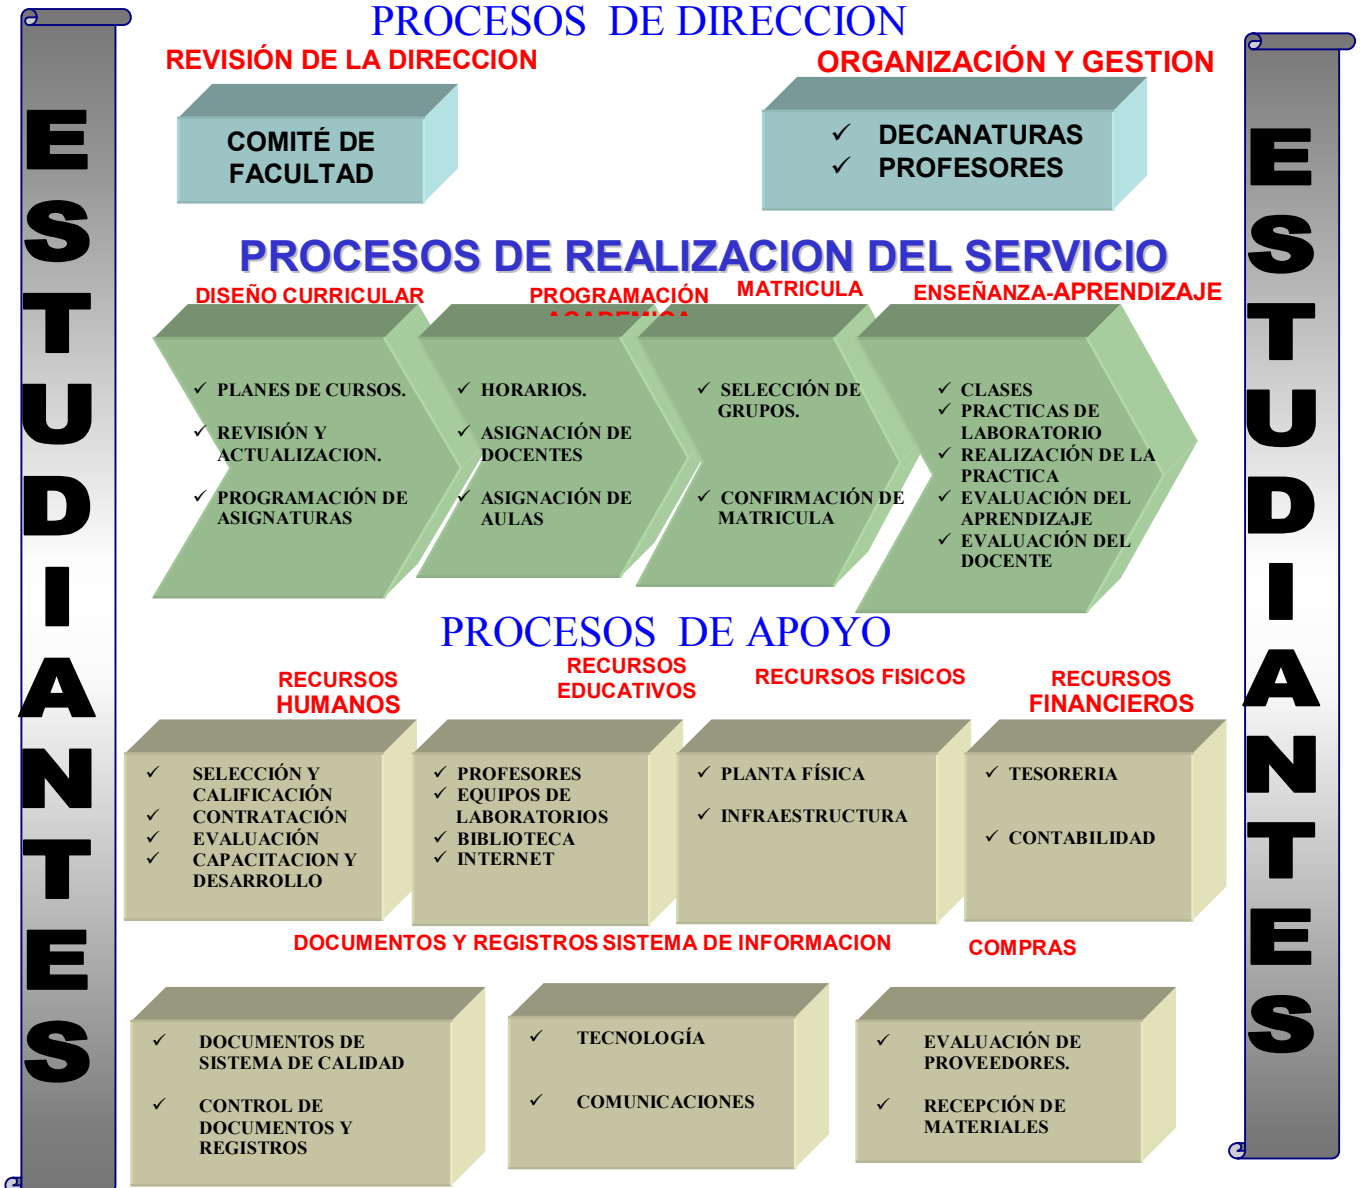 PROCESOS DE DIRECCION
REVISIÓN DE LA DIRECCION
ORGANIZACIÓN Y GESTION
COMITÉ DE
FACULTAD
✓ DECANATURAS
✓ PROFESORES
ESTUDIANTES
ESTUDIANTES
PROCESOS DE REALIZACION DEL SERVICIO
DISEÑO CURRICULAR
✓ PLANES DE CURSOS.
✓ REVISIÓN Y
ACTUALIZACION.
✓ PROGRAMACIÓN DE
ASIGNATURAS
PROGRAMACIÓN
ACADEMICA
✓ HORARIOS.
✓ ASIGNACIÓN DE
DOCENTES
✓ ASIGNACIÓN DE
AULAS
MATRICULA
✓ SELECCIÓN DE
GRUPOS.
✓ CONFIRMACIÓN DE
MATRICULA
ENSEÑANZA-APRENDIZAJE
✓ CLASES
✓ PRACTICAS DE
LABORATORIO
✓ REALIZACIÓN DE LA
PRACTICA
✓ EVALUACIÓN DEL
APRENDIZAJE
✓ EVALUACIÓN DEL
DOCENTE
PROCESOS DE APOYO
RECURSOS
HUMANOS
✓ SELECCIÓN Y
CALIFICACIÓN
✓ CONTRATACIÓN
✓ EVALUACIÓN
✓ CAPACITACION Y
DESARROLLO
RECURSOS
EDUCATIVOS
✓ PROFESORES
✓ EQUIPOS DE
LABORATORIOS
✓ BIBLIOTECA
✓ INTERNET
RECURSOS FISICOS
✓ PLANTA FÍSICA
✓ INFRAESTRUCTURA
RECURSOS
FINANCIEROS
✓ TESORERIA
✓ CONTABILIDAD
DOCUMENTOS Y REGISTROS
✓ DOCUMENTOS DE
SISTEMA DE CALIDAD
✓ CONTROL DE
DOCUMENTOS Y
REGISTROS
SISTEMA DE INFORMACION
✓ TECNOLOGÍA
✓ COMUNICACIONES
COMPRAS
✓ EVALUACIÓN DE
PROVEEDORES.
✓ RECEPCIÓN DE
MATERIALES